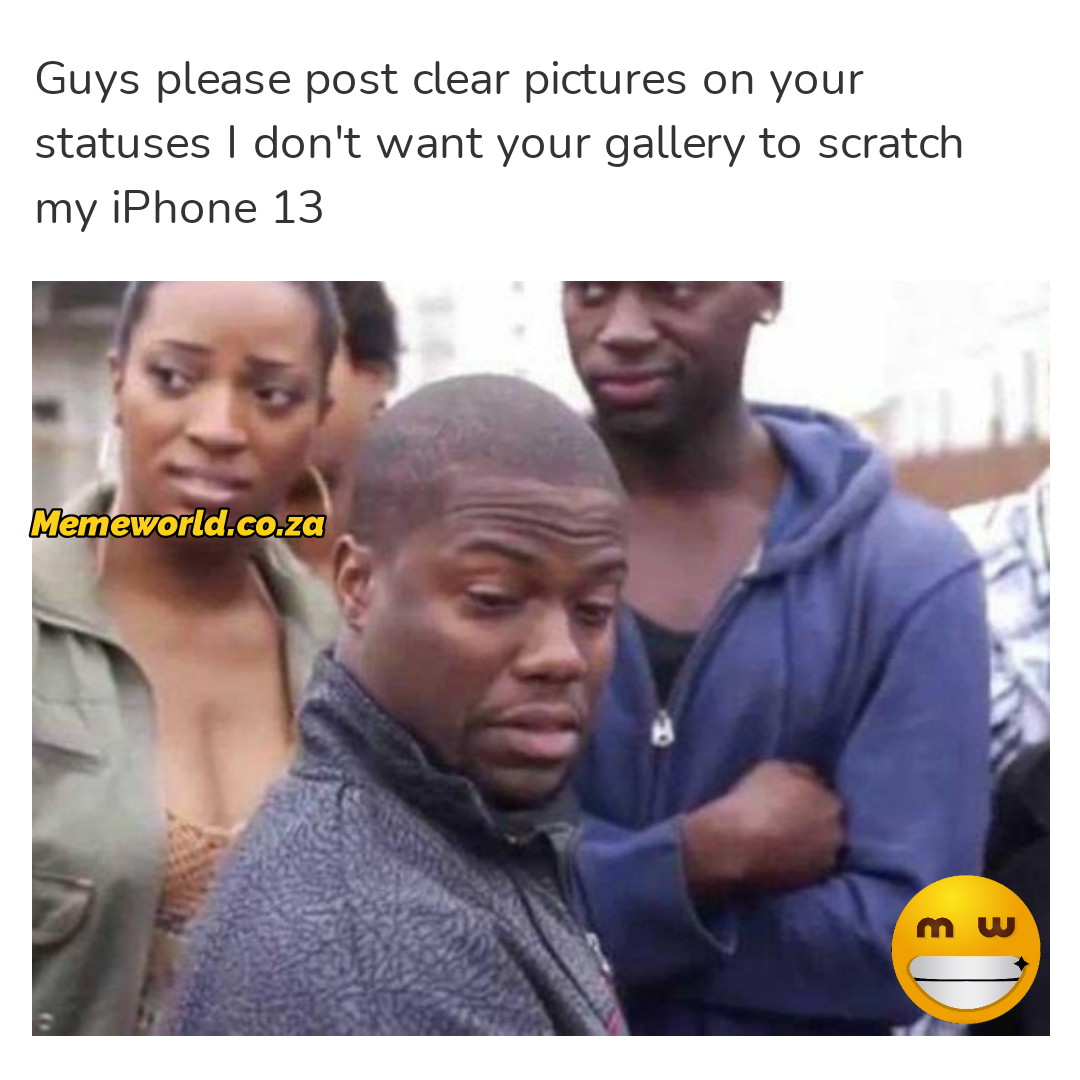 Guys please post clear pictures on your
statuses I don't want your gallery to scratch
my iPhone 13
Memeworld.co.za
m w